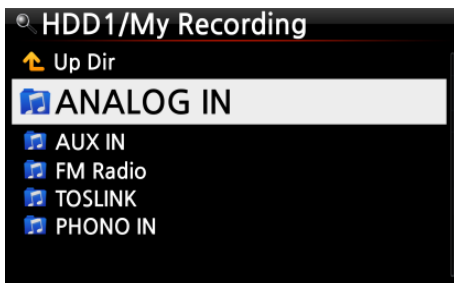 HDD1/My Recording
Up Dir
ANALOG IN
AUX IN
FM Radio
TOSLINK
PHONO IN